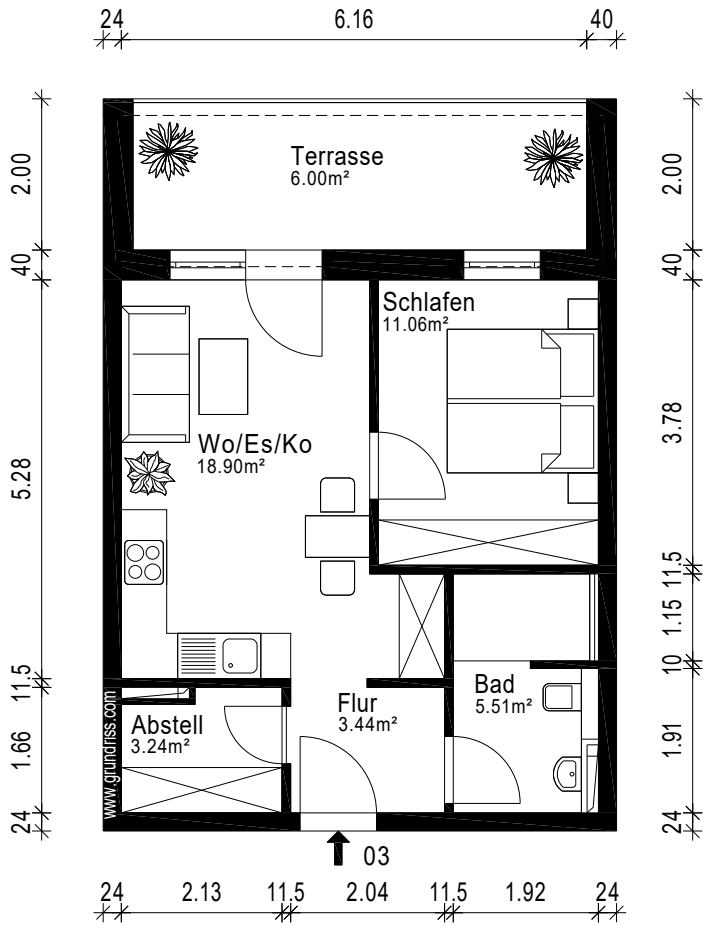 24 6.16 40
2.00
40
5.28
11.5
1.66
24
Terrasse
6.00m²
Schlafen
11.06m²
Wo/Es/Ko
18.90m²
Bad
5.51m²
Flur
3.44m²
Abstell
3.24m²
www.grundriss.com
03
2.00
40
3.78
11.5
1.15
10
1.91
24
24 2.13 11.5 2.04 11.5 1.92 24